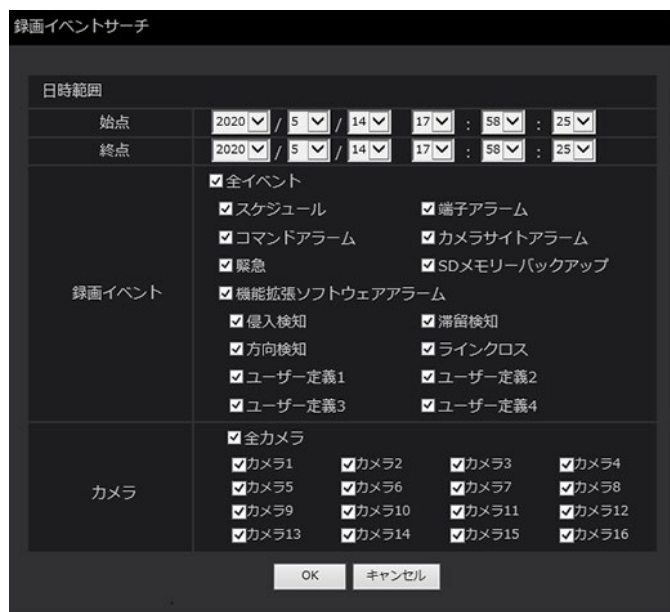 録画イベントサーチ
日時範囲
始点 2020 / 5 / 14 17 : 58 : 25
終点 2020 / 5 / 14 17 : 58 : 25
録画イベント
全イベント
スケジュール 端子アラーム
コマンドアラーム カメラサイトアラーム
緊急 SDメモリーバックアップ
機能拡張ソフトウェアアラーム
侵入検知 滞留検知
方向検知 ラインクロス
ユーザー定義1 ユーザー定義2
ユーザー定義3 ユーザー定義4
カメラ
全カメラ
カメラ1 カメラ2 カメラ3 カメラ4
カメラ5 カメラ6 カメラ7 カメラ8
カメラ9 カメラ10 カメラ11 カメラ12
カメラ13 カメラ14 カメラ15 カメラ16
OK キャンセル